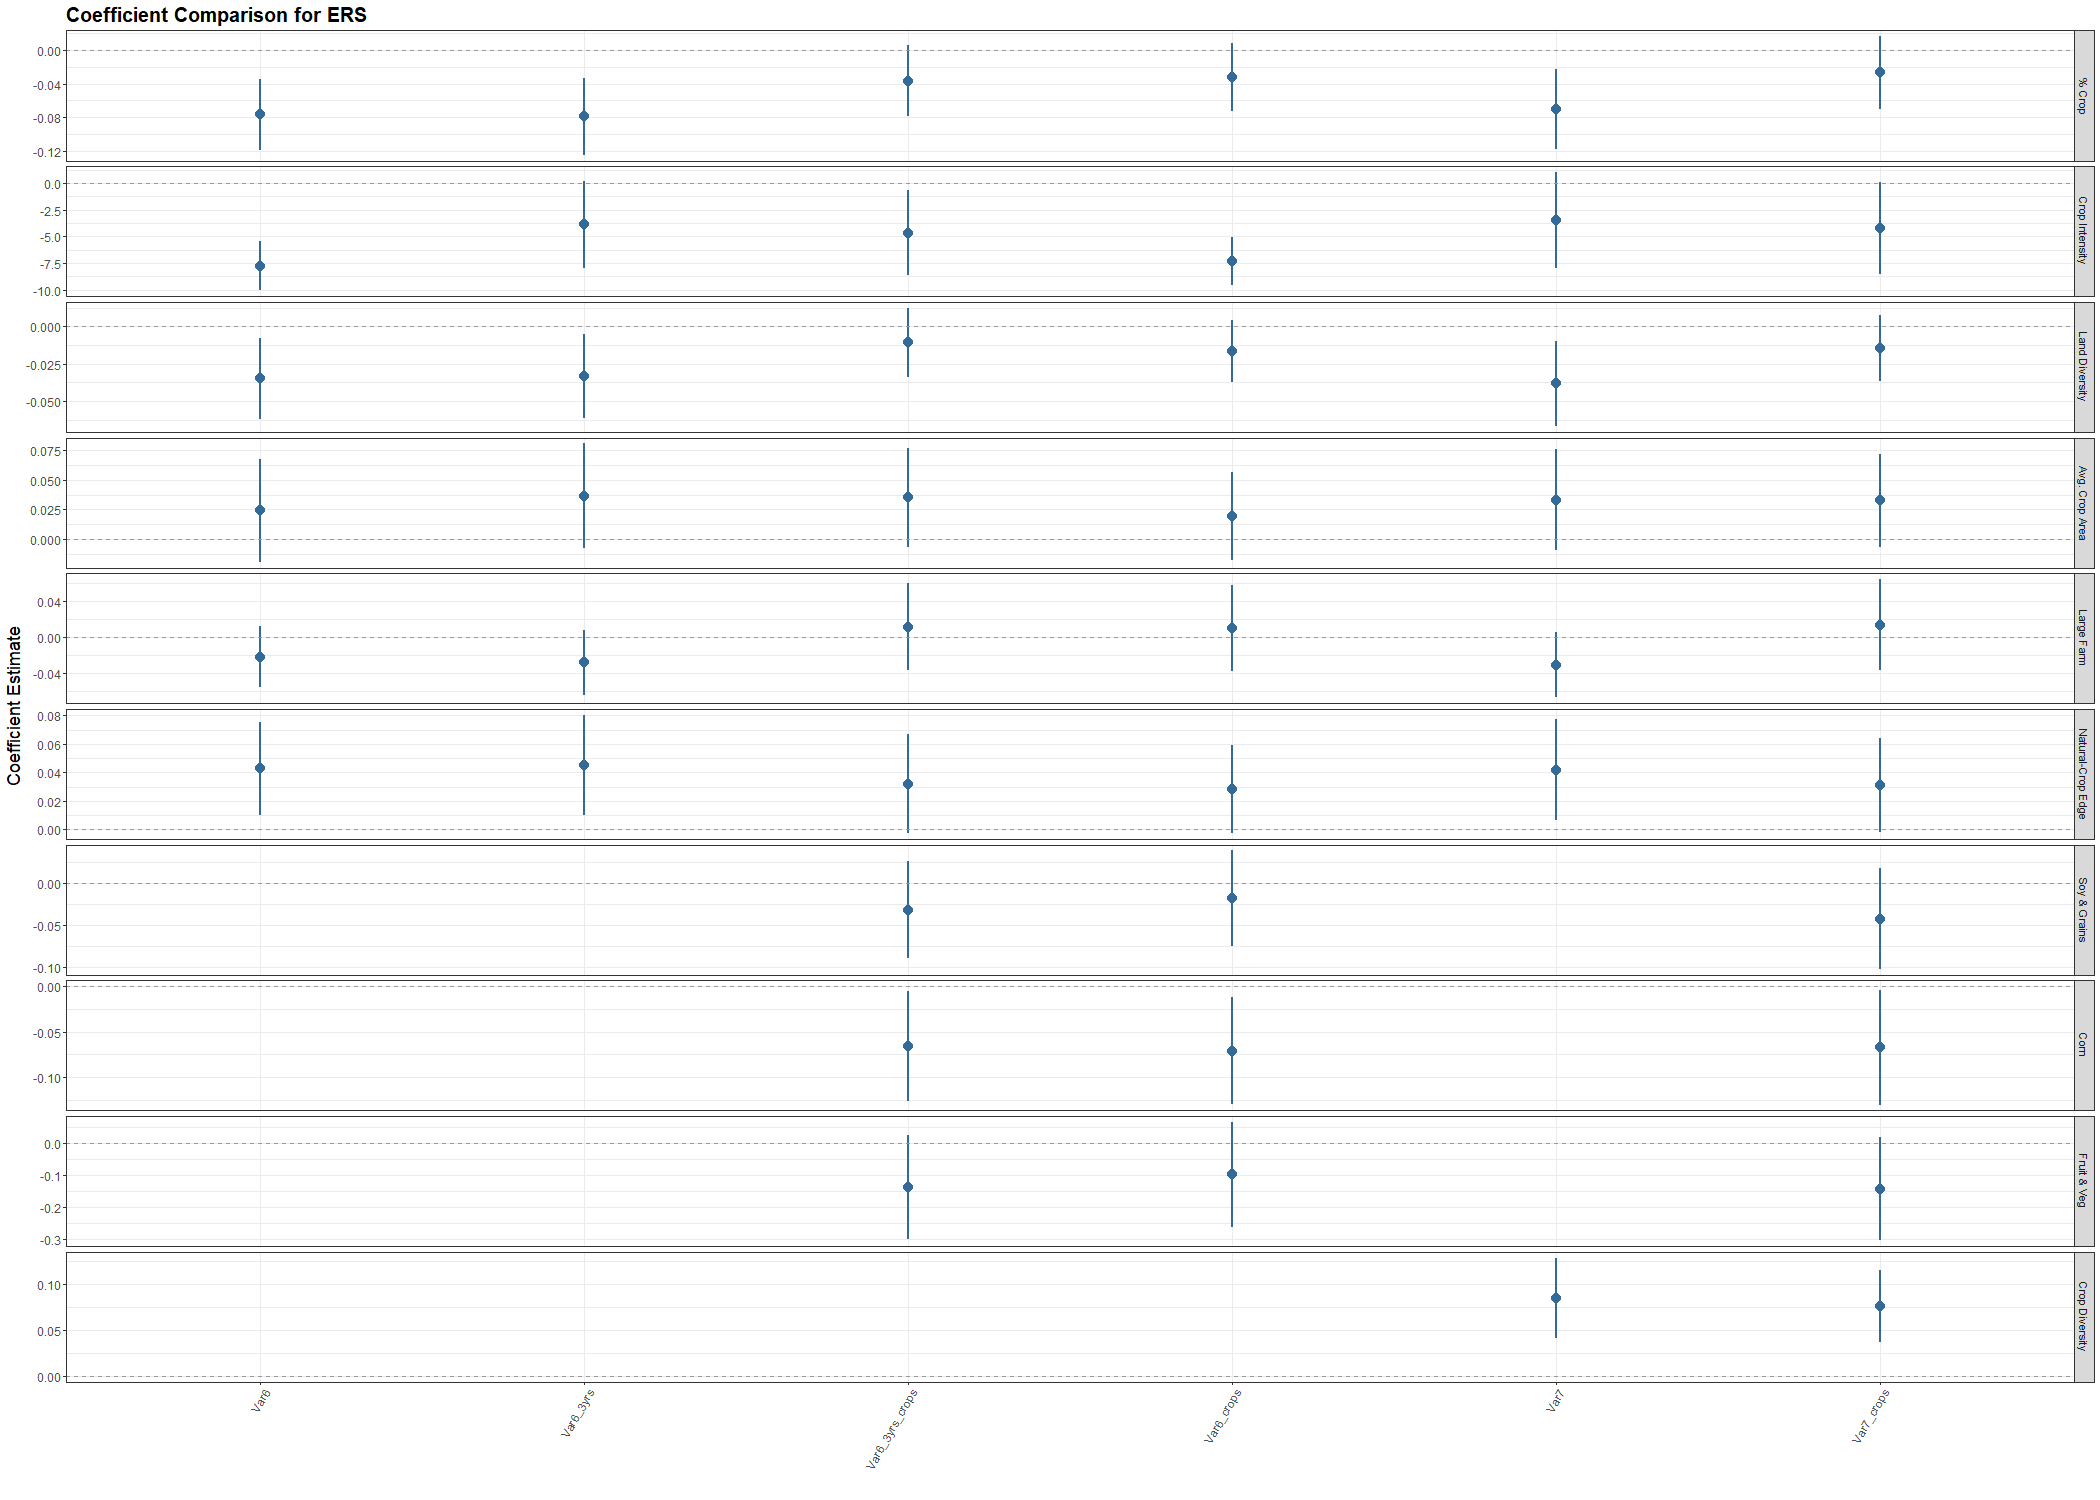 Coefficient Comparison for ERS
Coefficient Estimate
0.00
-0.04
-0.08
-0.12
% Crop
0.0
-2.5
-5.0
-7.5
-10.0
Crop Intensity
0.000
-0.025
-0.050
Land Diversity
0.075
0.050
0.025
0.000
Avg. Crop Area
0.04
0.00
-0.04
Large Farm
0.08
0.06
0.04
0.02
0.00
Natural-Crop Edge
0.00
-0.05
-0.10
Soy & Grains
0.00
-0.05
-0.10
Corn
0.0
-0.1
-0.2
-0.3
Fruit & Veg
0.10
0.05
0.00
Crop Diversity
Var6
Var6_3yrs
Var6_3yrs_crops
Var6_crops
Var7
Var7_crops